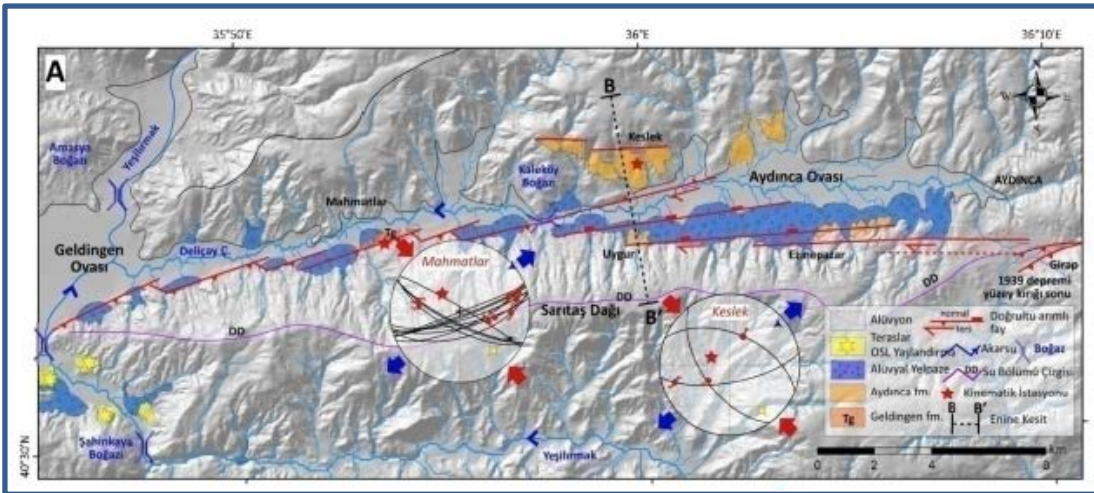 35°50'E
36°E
36°10'E
A
B
N
W
E
S
Amasya
Boğazı
Yeşilırmak
Keslek
Kaleköy
Boğazı
Aydınca Ovası
AYDINCA
Mahmatlar
Tg
Geldingen
Ovası
Deliçay Ç.
Mahmatlar
Uygur
Ezinepazar
Girap
1939 depremi
yüzey kırığı sonu
DD
DD
DD
Sarıtaş Dağı
B'
Keslek
Alüvyon
Teraslar
OSL Yaşlandırma
Alüvyal Yelpaze
Aydınca fm.
Tg Geldingen fm.
normal
ters
Doğrultu atımlı
fay
Akarsu
Boğaz
DD Su Bölümü Çizgisi
Kinematik İstasyonu
B B'
Enine Kesit
Şahinkaya
Boğazı
Yeşilırmak
40°30'N
0 2 4 8
km